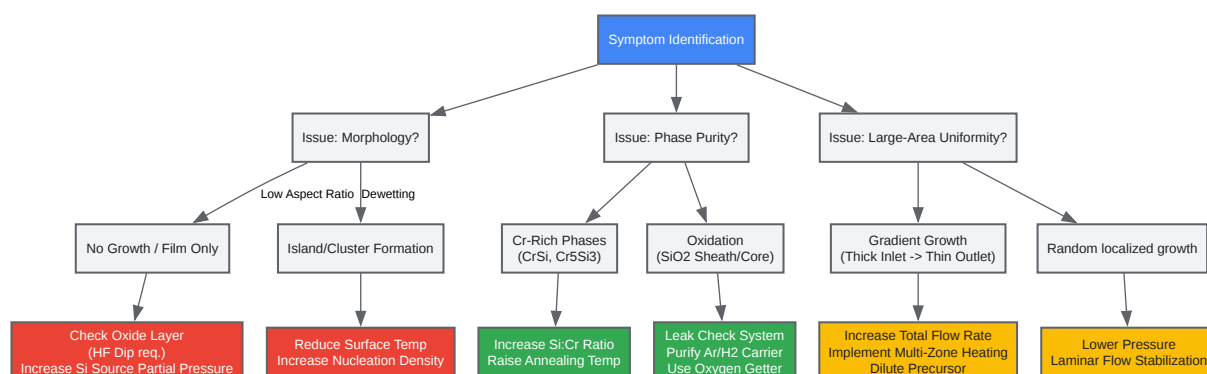 Symptom Identification
Issue: Morphology?
Issue: Phase Purity?
Issue: Large-Area Uniformity?
Low Aspect Ratio
Dewetting
No Growth / Film Only
Island/Cluster Formation
Cr-Rich Phases
(CrSi, Cr5Si3)
Oxidation
(SiO2 Sheath/Core)
Gradient Growth
(Thick Inlet -> Thin Outlet)
Random localized growth
Check Oxide Layer
(HF Dip req.)
Increase Si Source Partial Pressure
Reduce Surface Temp
Increase Nucleation Density
Increase Si:Cr Ratio
Raise Annealing Temp
Leak Check System
Purify Ar/H2 Carrier
Use Oxygen Getter
Increase Total Flow Rate
Implement Multi-Zone Heating
Dilute Precursor
Lower Pressure
Laminar Flow Stabilization